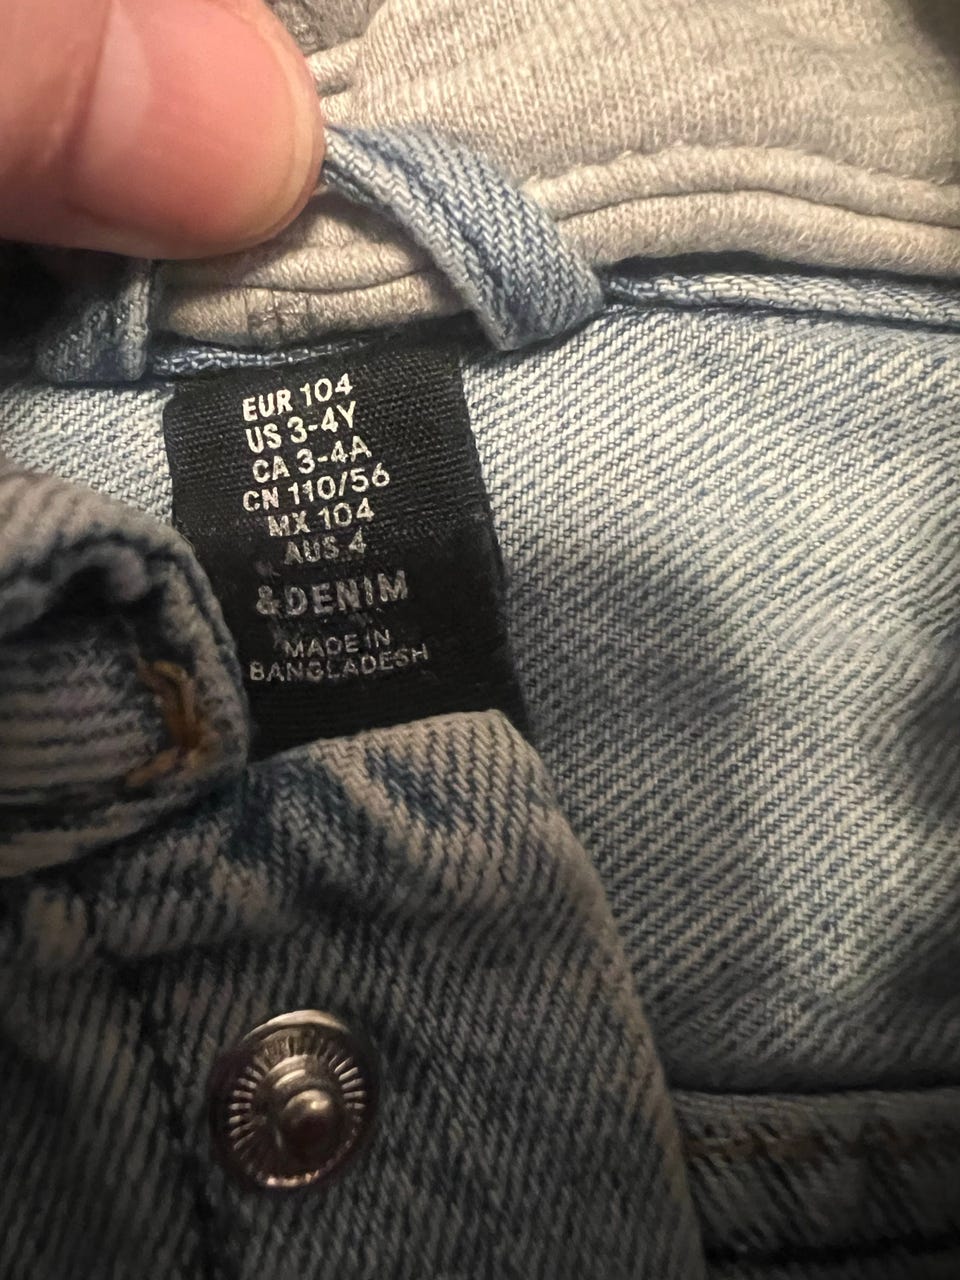 EUR 104
US 3-4Y
CA 3-4A
CN 110/56
MX 104
AUS 4
&DENIM
MADE IN
BANGLADESH